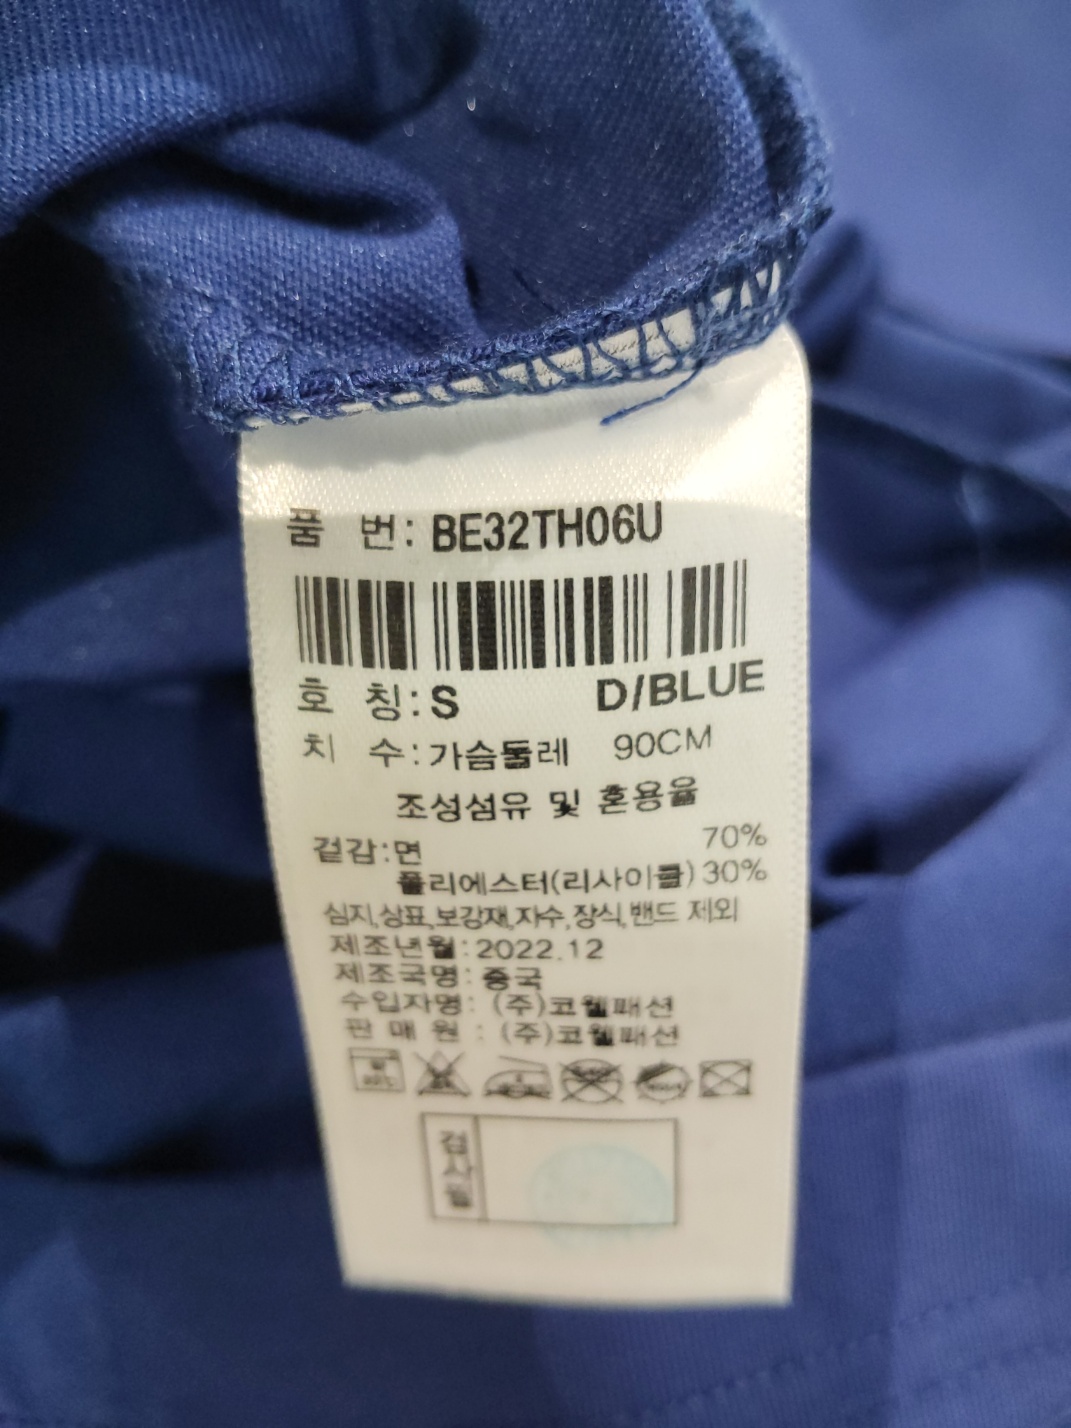 품 번: BE32TH06U
호 칭: S D/BLUE
치 수: 가슴둘레 90CM
조성섬유 및 혼용율
겉감:면 70%
폴리에스터(리사이클) 30%
심지,상표,보강재,자수,장식,밴드 제외
제조년월: 2022.12
제조국명: 중국
수입자명: (주)코웰패션
판 매 원 : (주)코웰패션
검사필